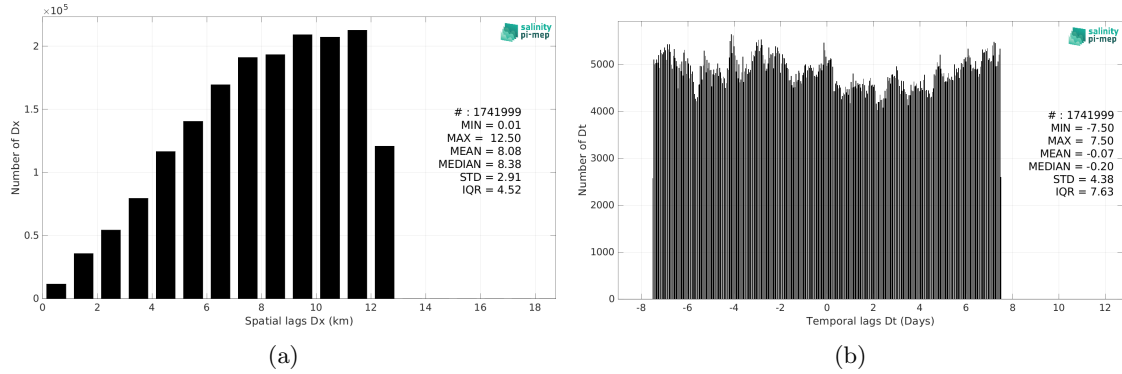 ×10⁵
2
1.5
1
0.5
0
Number of Dx
0 2 4 6 8 10 12 14 16 18
Spatial lags Dx (km)
salinity
pi-mep
# : 1741999
MIN = 0.01
MAX = 12.50
MEAN = 8.08
MEDIAN = 8.38
STD = 2.91
IQR = 4.52
(a)
5000
4000
3000
2000
1000
0
Number of Dt
-8 -6 -4 -2 0 2 4 6 8 10 12
Temporal lags Dt (Days)
salinity
pi-mep
# : 1741999
MIN = -7.50
MAX = 7.50
MEAN = -0.07
MEDIAN = -0.20
STD = 4.38
IQR = 7.63
(b)